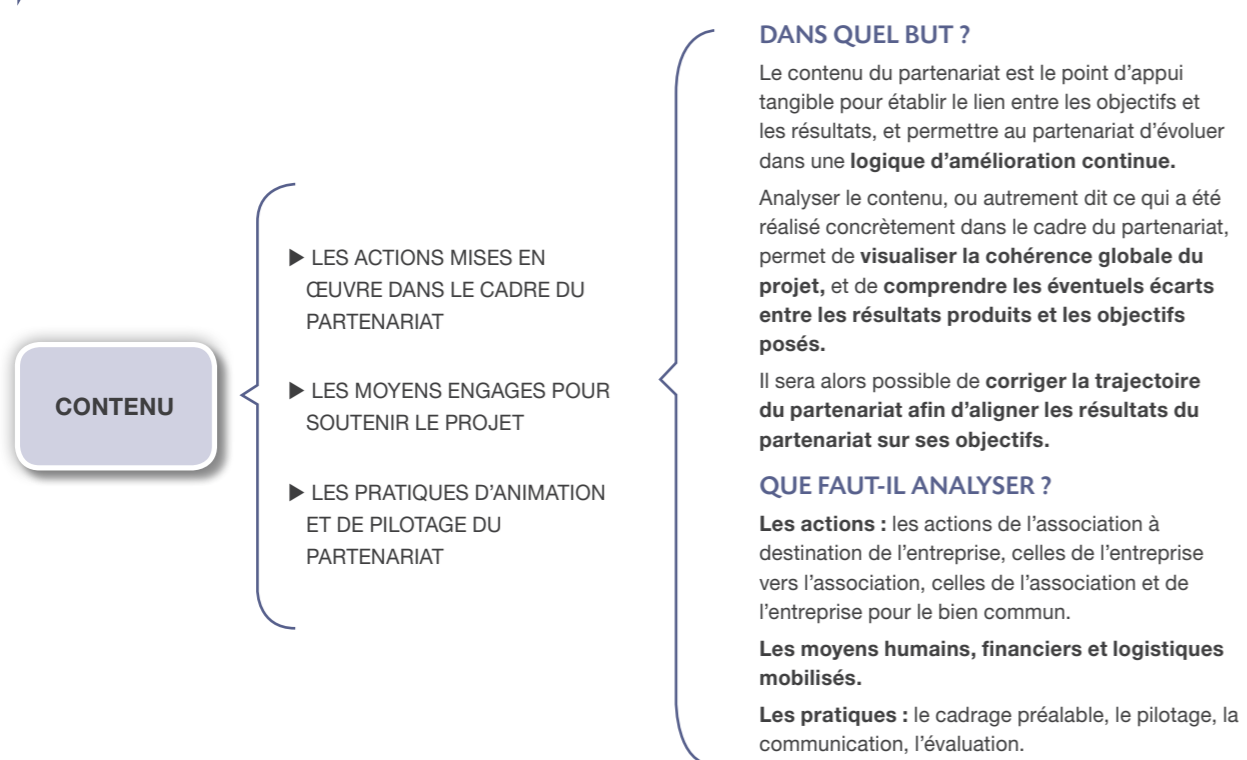 CONTENU
▶ LES ACTIONS MISES EN
ŒUVRE DANS LE CADRE DU
PARTENARIAT
▶ LES MOYENS ENGAGES POUR
SOUTENIR LE PROJET
▶ LES PRATIQUES D’ANIMATION
ET DE PILOTAGE DU
PARTENARIAT
DANS QUEL BUT ?
Le contenu du partenariat est le point d’appui
tangible pour établir le lien entre les objectifs et
les résultats, et permettre au partenariat d’évoluer
dans une logique d’amélioration continue.
Analyser le contenu, ou autrement dit ce qui a été
réalisé concrètement dans le cadre du partenariat,
permet de visualiser la cohérence globale du
projet, et de comprendre les éventuels écarts
entre les résultats produits et les objectifs
posés.
Il sera alors possible de corriger la trajectoire
du partenariat afin d’aligner les résultats du
partenariat sur ses objectifs.
QUE FAUT-IL ANALYSER ?
Les actions : les actions de l’association à
destination de l’entreprise, celles de l’entreprise
vers l’association, celles de l’association et de
l’entreprise pour le bien commun.
Les moyens humains, financiers et logistiques
mobilisés.
Les pratiques : le cadrage préalable, le pilotage, la
communication, l’évaluation.